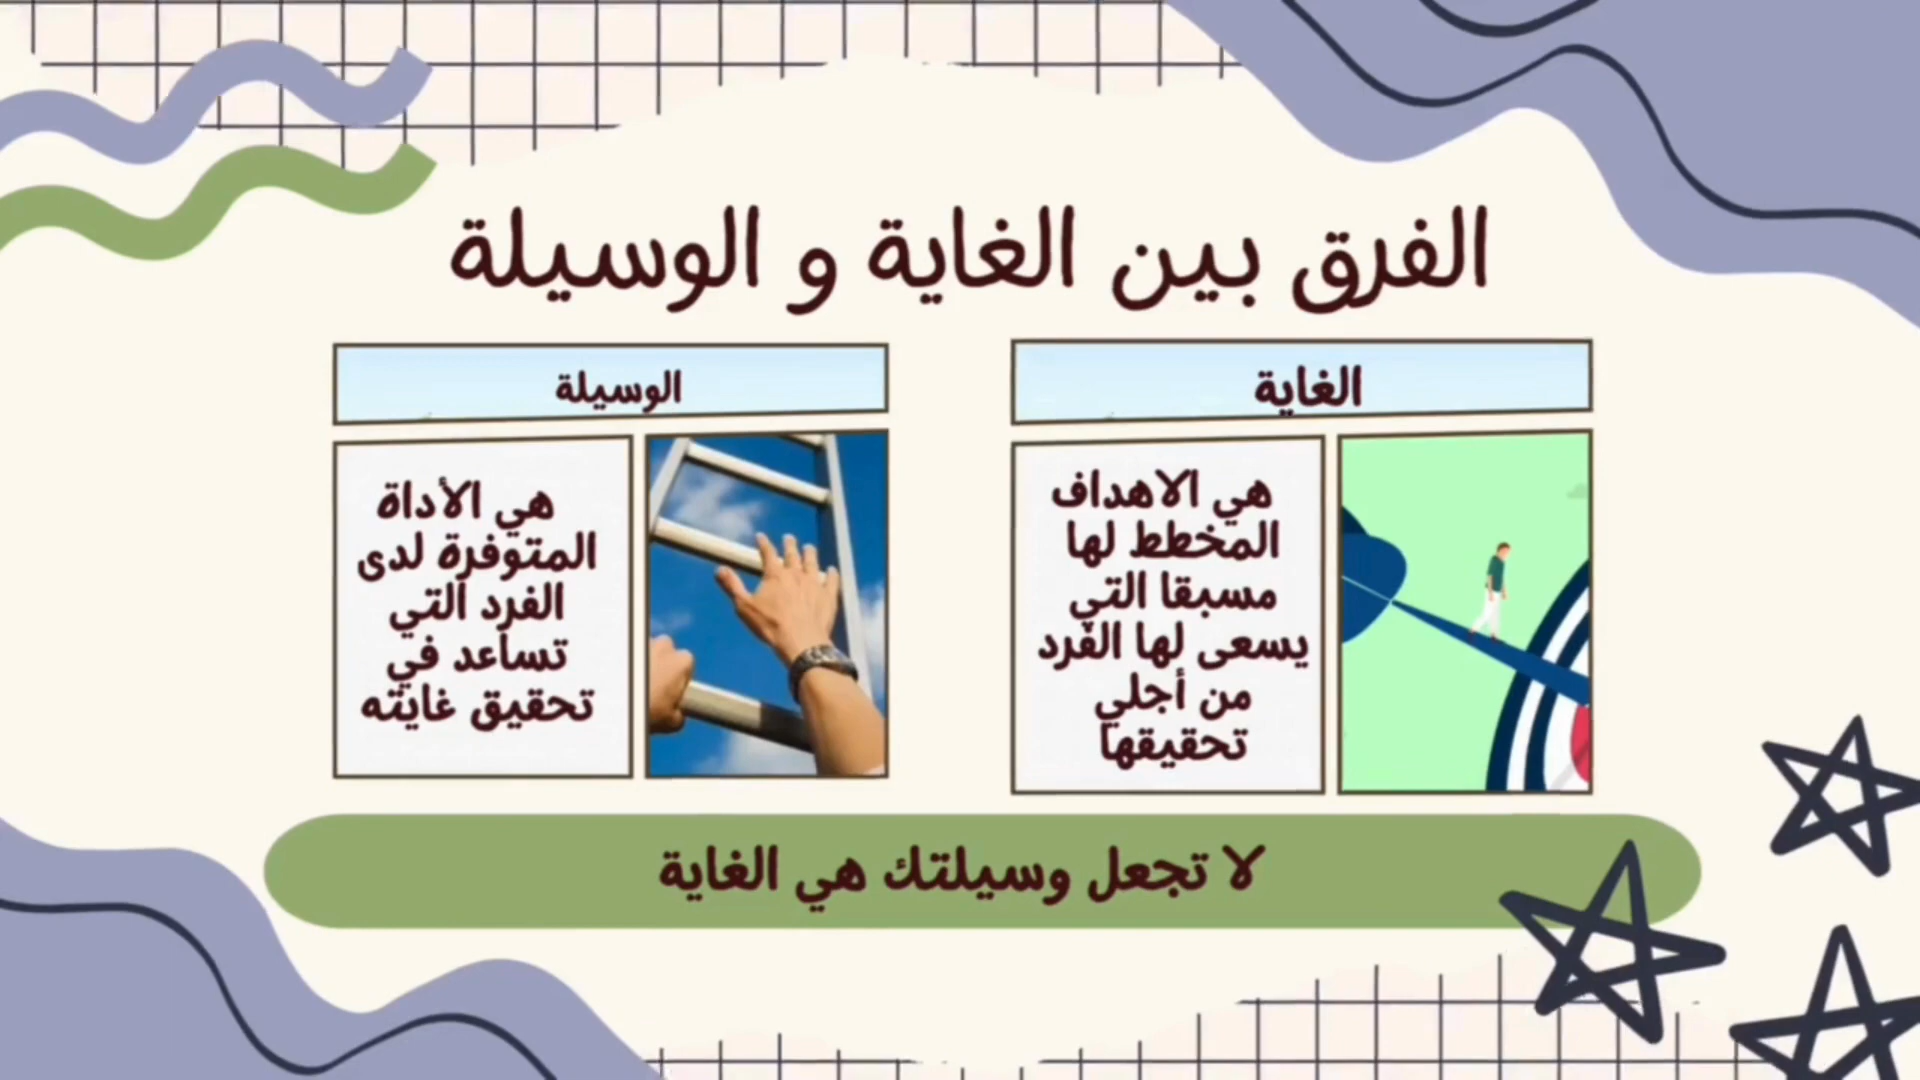 الفرق بين الغاية و الوسيلة
الغاية
هي الاهداف
المخطط لها
مسبقا التي
يسعى لها الفرد
من أجلي
تحقيقها
الوسيلة
هي الأداة
المتوفرة لدى
الفرد التي
تساعد في
تحقيق غايته
لا تجعل وسيلتك هي الغاية